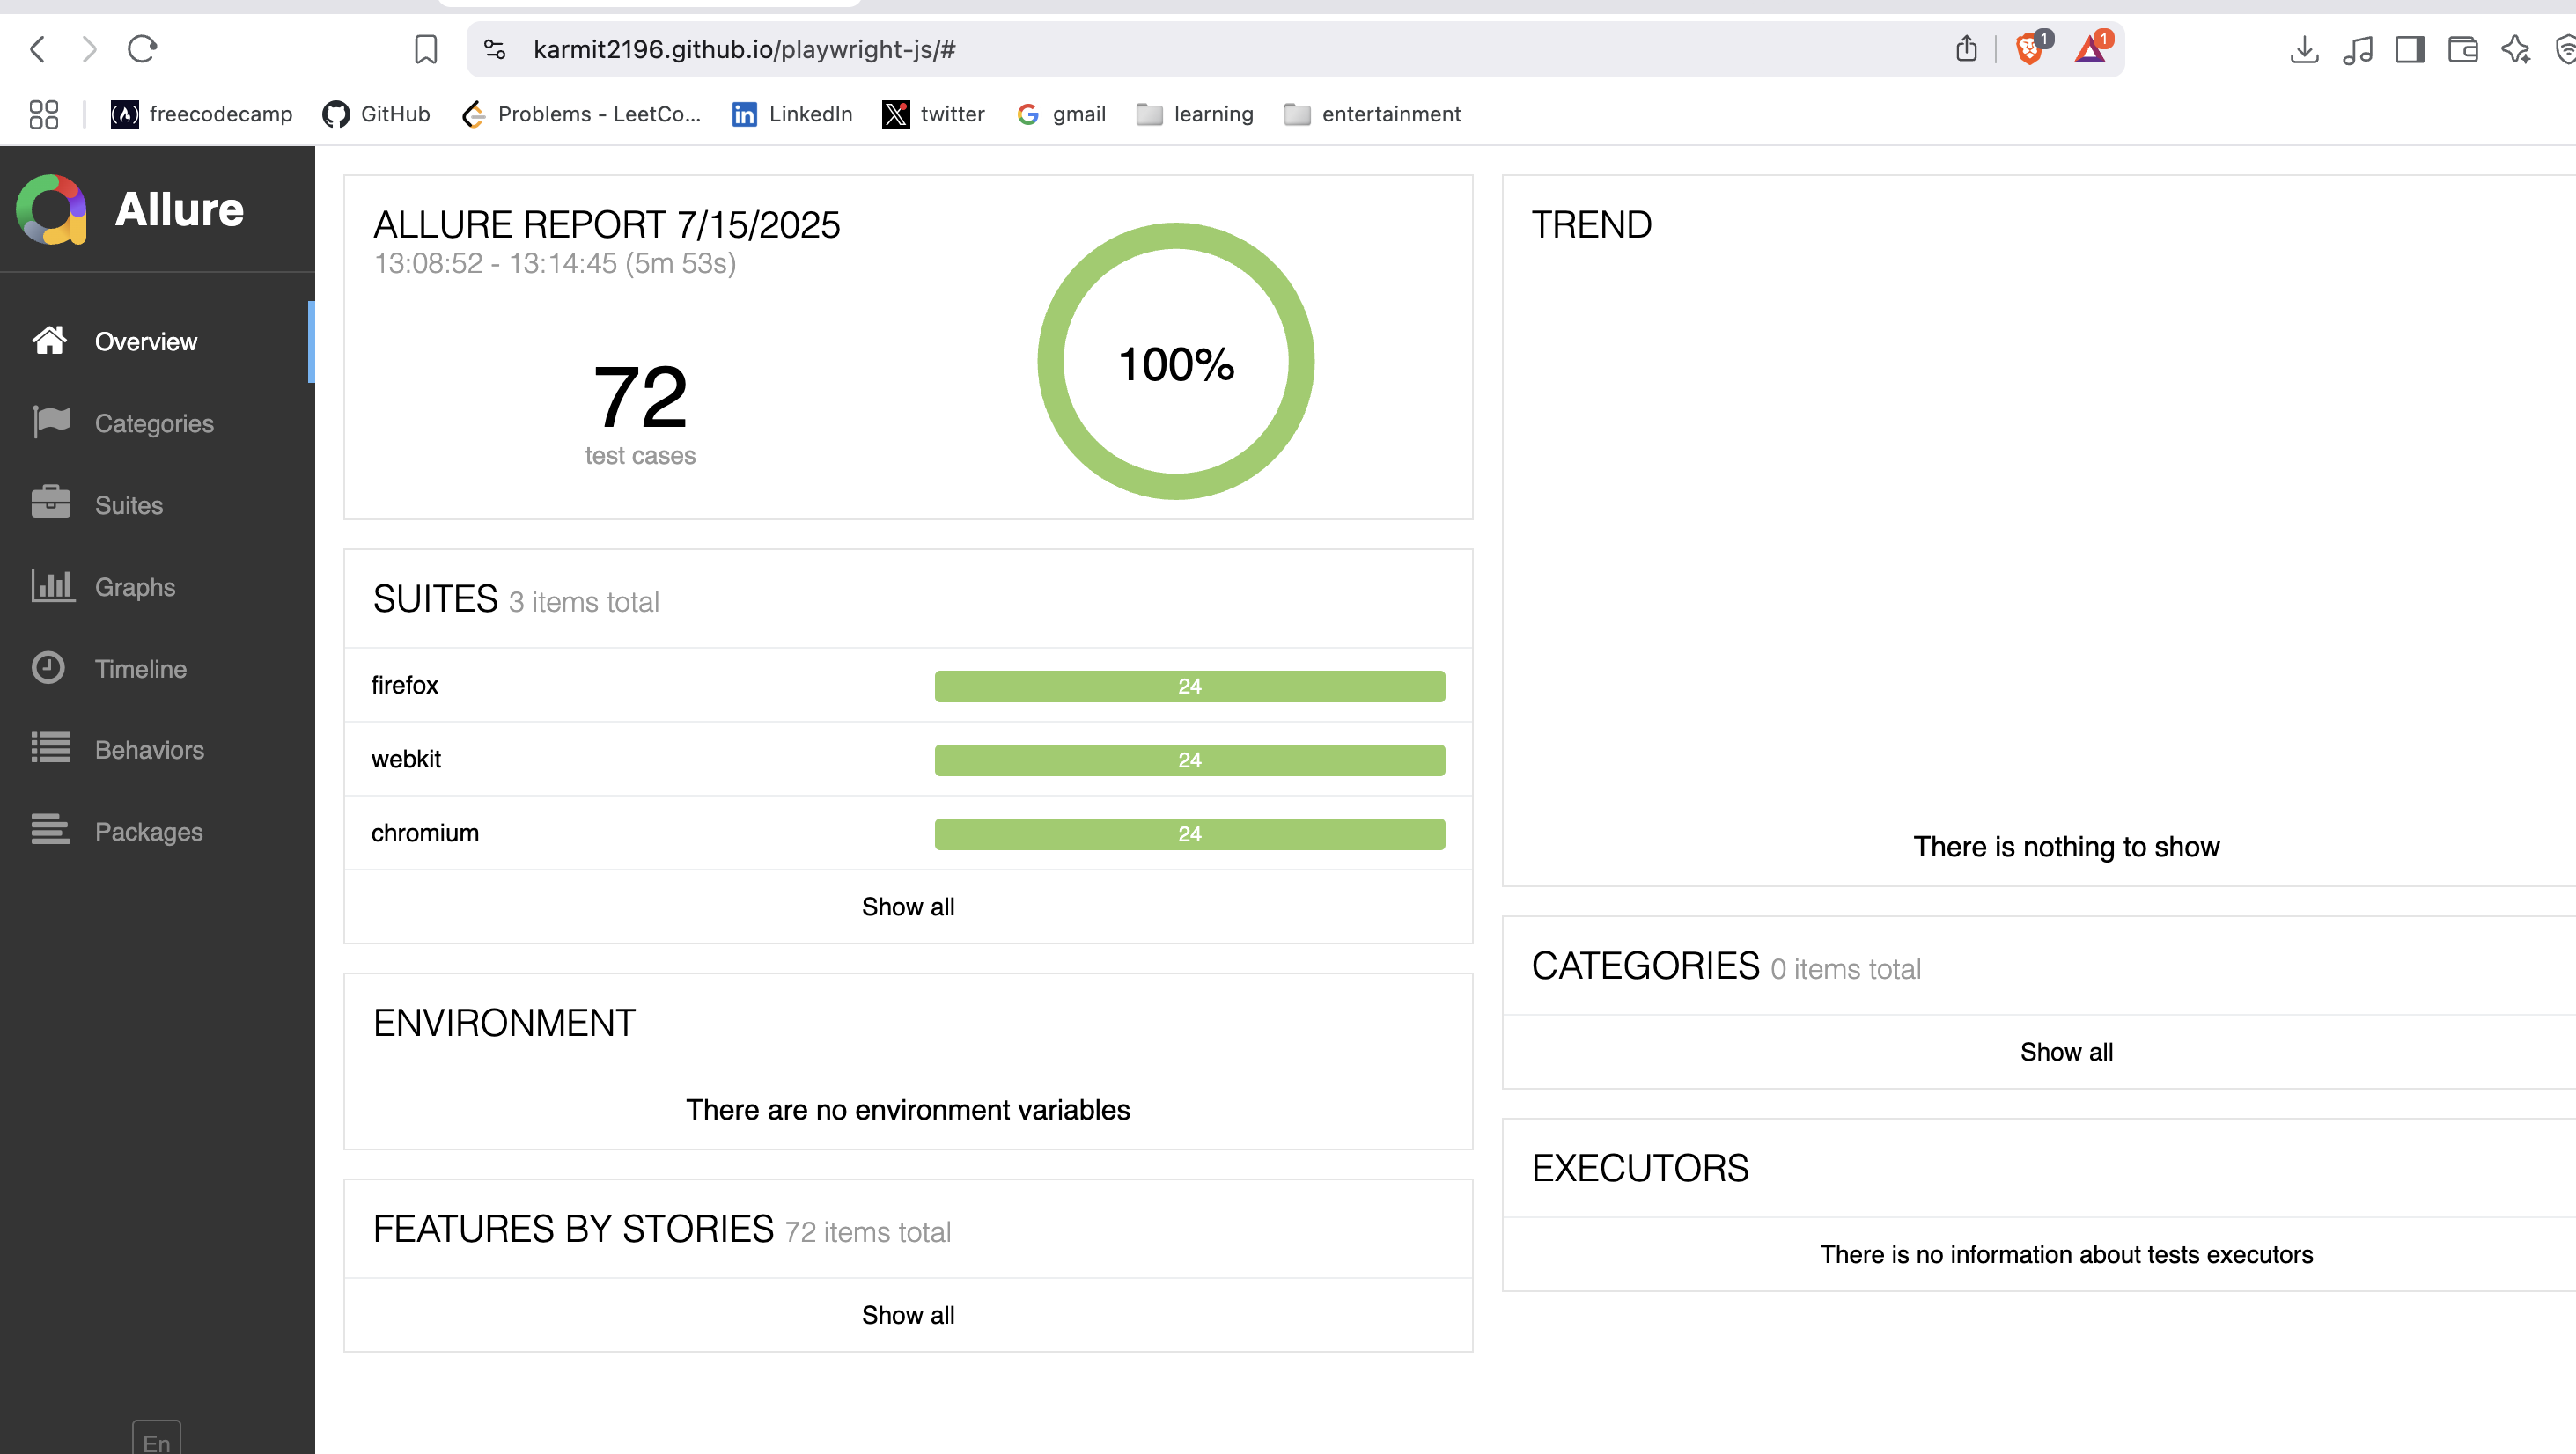 karmit2196.github.io/playwright-js/#
1
1
freecodecamp
GitHub
Problems - LeetCo...
LinkedIn
twitter
gmail
learning
entertainment
Allure
Overview
Categories
Suites
Graphs
Timeline
Behaviors
Packages
En
ALLURE REPORT 7/15/2025
13:08:52 - 13:14:45 (5m 53s)
72
test cases
100%
SUITES 3 items total
firefox 24
webkit 24
chromium 24
Show all
ENVIRONMENT
There are no environment variables
FEATURES BY STORIES 72 items total
Show all
TREND
There is nothing to show
CATEGORIES 0 items total
Show all
EXECUTORS
There is no information about tests executors